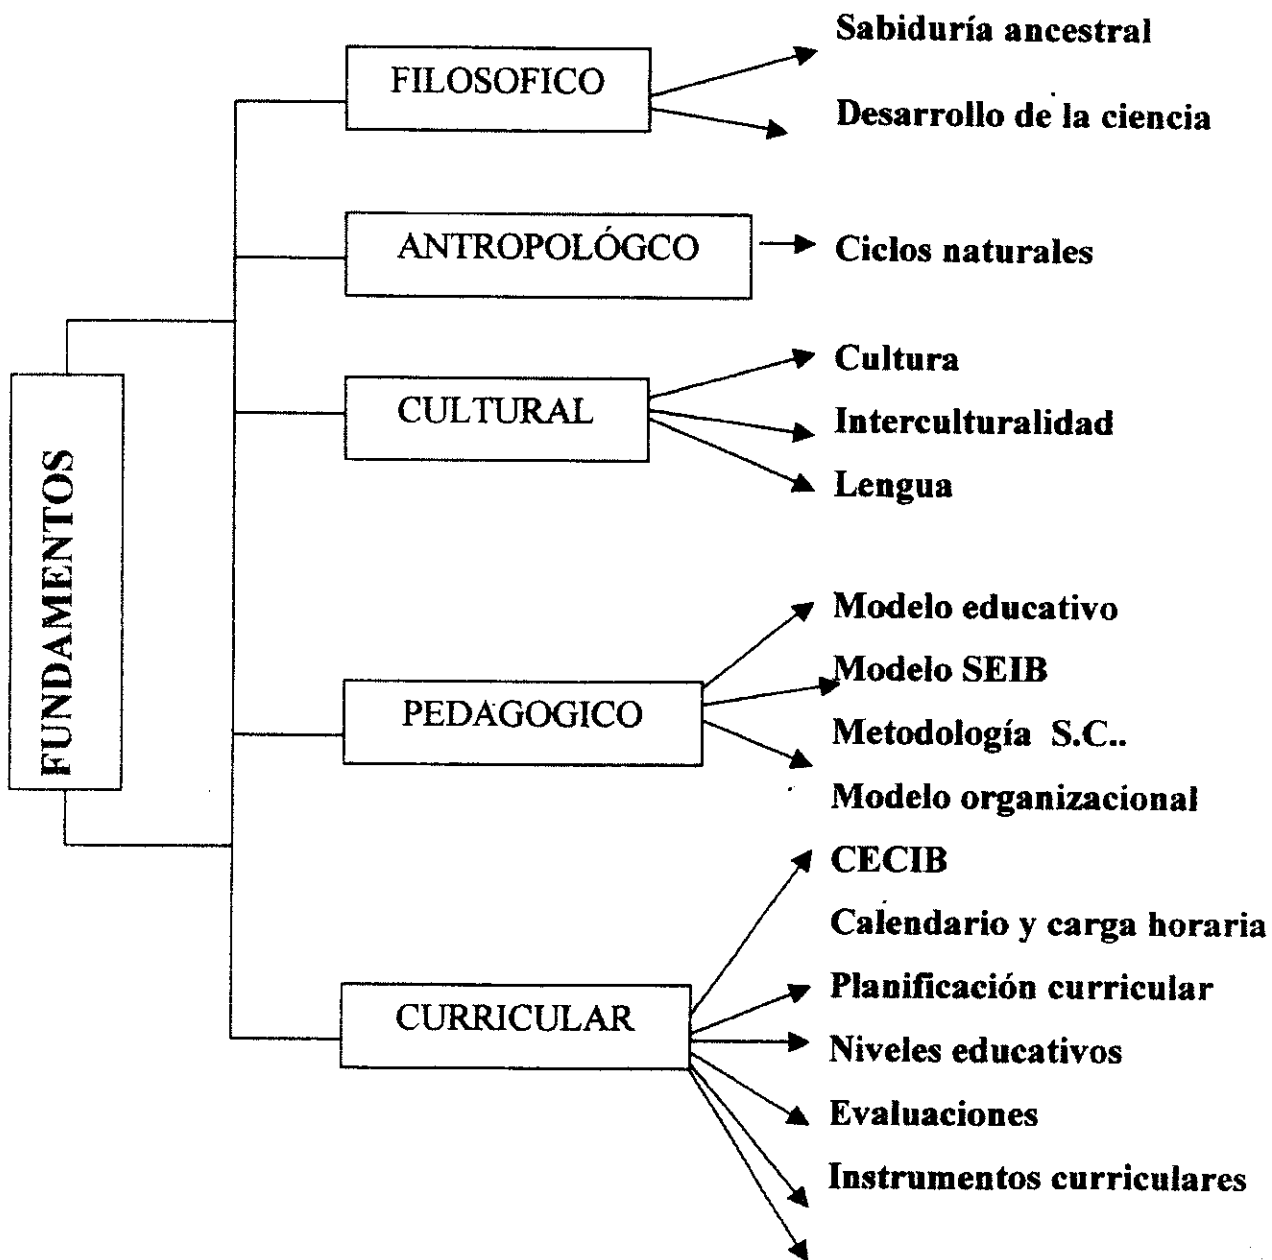 FUNDAMENTOS
FILOSOFICO
Sabiduría ancestral
Desarrollo de la ciencia
ANTROPOLÓGCO
Ciclos naturales
CULTURAL
Cultura
Interculturalidad
Lengua
PEDAGOGICO
Modelo educativo
Modelo SEIB
Metodología S.C..
Modelo organizacional
CURRICULAR
CECIB
Calendario y carga horaria
Planificación curricular
Niveles educativos
Evaluaciones
Instrumentos curriculares